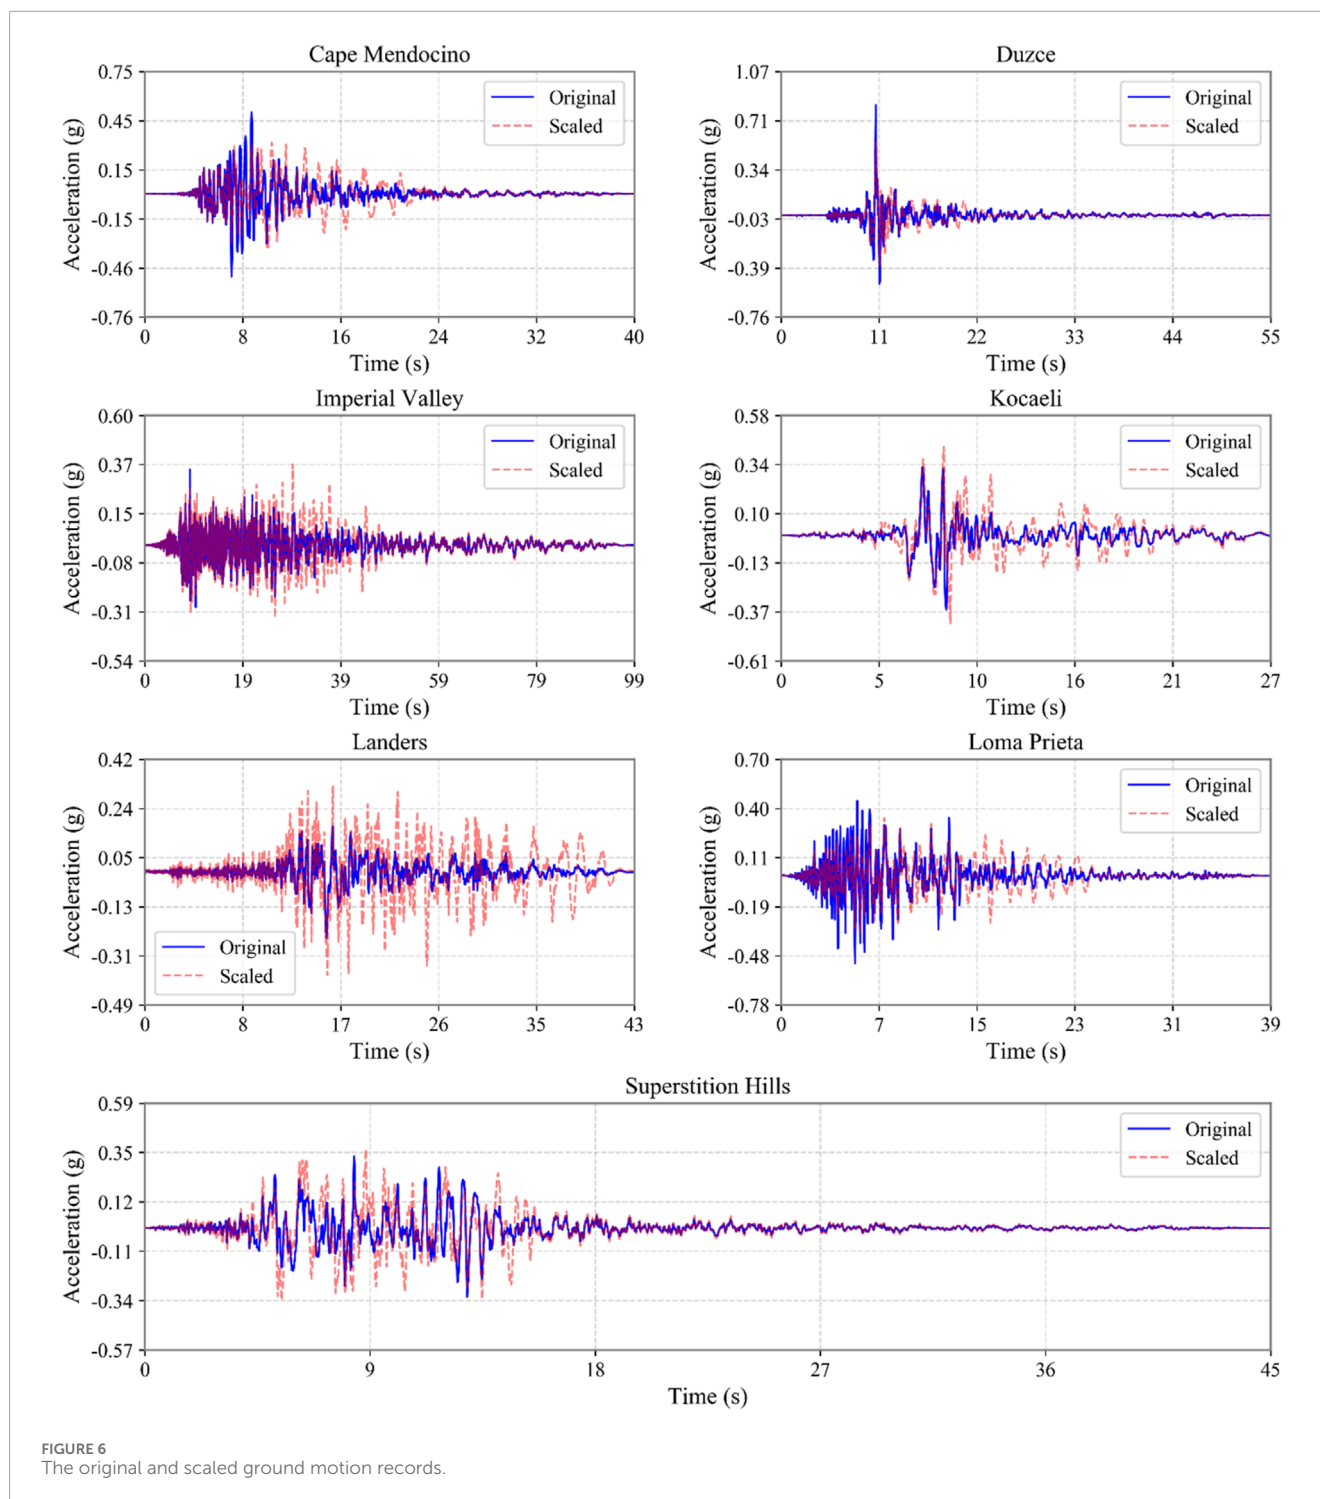 Cape Mendocino
0.75
0.45
0.15
-0.15
-0.46
-0.76
Acceleration (g)
Original
Scaled
0 8 16 24 32 40
Time (s)
Duzce
1.07
0.71
0.34
-0.03
-0.39
-0.76
Acceleration (g)
Original
Scaled
0 11 22 33 44 55
Time (s)
Imperial Valley
0.60
0.37
0.15
-0.08
-0.31
-0.54
Acceleration (g)
Original
Scaled
0 19 39 59 79 99
Time (s)
Kocaeli
0.58
0.34
0.10
-0.13
-0.37
-0.61
Acceleration (g)
Original
Scaled
0 5 10 16 21 27
Time (s)
Landers
0.42
0.24
0.05
-0.13
-0.31
-0.49
Acceleration (g)
Original
Scaled
0 8 17 26 35 43
Time (s)
Loma Prieta
0.70
0.40
0.11
-0.19
-0.48
-0.78
Acceleration (g)
Original
Scaled
0 7 15 23 31 39
Time (s)
Superstition Hills
0.59
0.35
0.12
-0.11
-0.34
-0.57
Acceleration (g)
Original
Scaled
0 9 18 27 36 45
Time (s)
FIGURE 6
The original and scaled ground motion records.